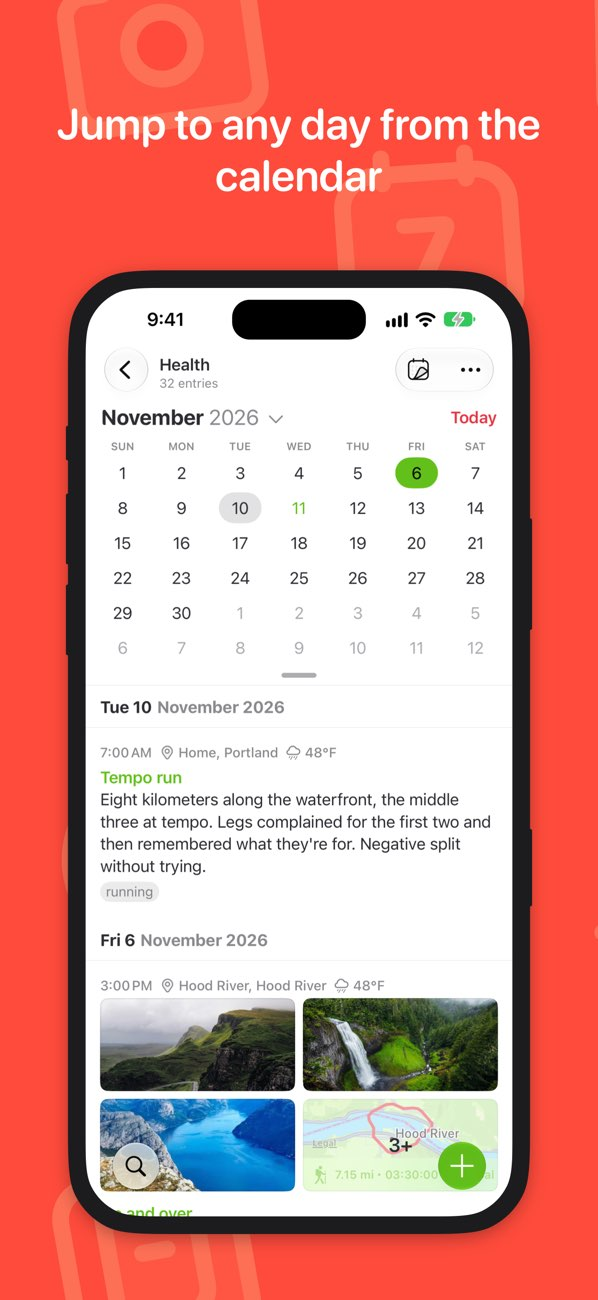 Jump to any day from the
calendar
9:41
Health
32 entries
November 2026
Today
SUN MON TUE WED THU FRI SAT
1 2 3 4 5 6 7
8 9 10 11 12 13 14
15 16 17 18 19 20 21
22 23 24 25 26 27 28
29 30 1 2 3 4 5
6 7 8 9 10 11 12
Tue 10 November 2026
7:00 AM Home, Portland 48°F
Tempo run
Eight kilometers along the waterfront, the middle
three at tempo. Legs complained for the first two and
then remembered what they're for. Negative split
without trying.
running
Fri 6 November 2026
3:00 PM Hood River, Hood River 48°F
Hood River
Legal
3+
7.15 mi • 03:30:00
and over